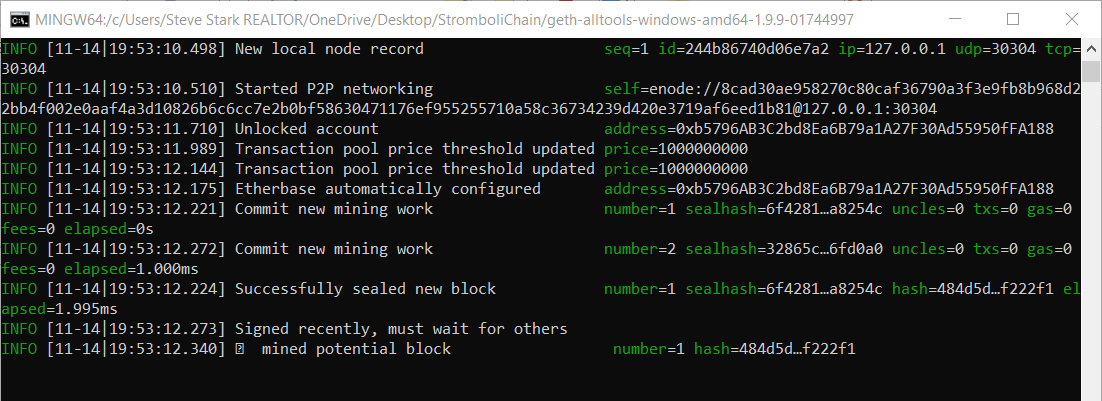 MINGW64:/c/Users/Steve Stark REALTOR/OneDrive/Desktop/StromboliChain/geth-alltools-windows-amd64-1.9.9-01744997
INFO [11-14|19:53:10.498] New local node record seq=1 id=244b86740d06e7a2 ip=127.0.0.1 udp=30304 tcp=
30304
INFO [11-14|19:53:10.510] Started P2P networking self=enode://8cad30ae958270c80caf36790a3f3e9fb8b968d2
2bb4f002e0aaf4a3d10826b6c6cc7e2b0bf58630471176ef955255710a58c36734239d420e3719af6eed1b81@127.0.0.1:30304
INFO [11-14|19:53:11.710] Unlocked account address=0xb5796AB3C2bd8Ea6B79a1A27F30Ad55950fFA188
INFO [11-14|19:53:11.989] Transaction pool price threshold updated price=1000000000
INFO [11-14|19:53:12.144] Transaction pool price threshold updated price=1000000000
INFO [11-14|19:53:12.175] Etherbase automatically configured address=0xb5796AB3C2bd8Ea6B79a1A27F30Ad55950fFA188
INFO [11-14|19:53:12.221] Commit new mining work number=1 sealhash=6f4281…a8254c uncles=0 txs=0 gas=0
fees=0 elapsed=0s
INFO [11-14|19:53:12.272] Commit new mining work number=2 sealhash=32865c…6fd0a0 uncles=0 txs=0 gas=0
fees=0 elapsed=1.000ms
INFO [11-14|19:53:12.224] Successfully sealed new block number=1 sealhash=6f4281…a8254c hash=484d5d…f222f1 el
apsed=1.995ms
INFO [11-14|19:53:12.273] Signed recently, must wait for others
INFO [11-14|19:53:12.340] mined potential block number=1 hash=484d5d…f222f1